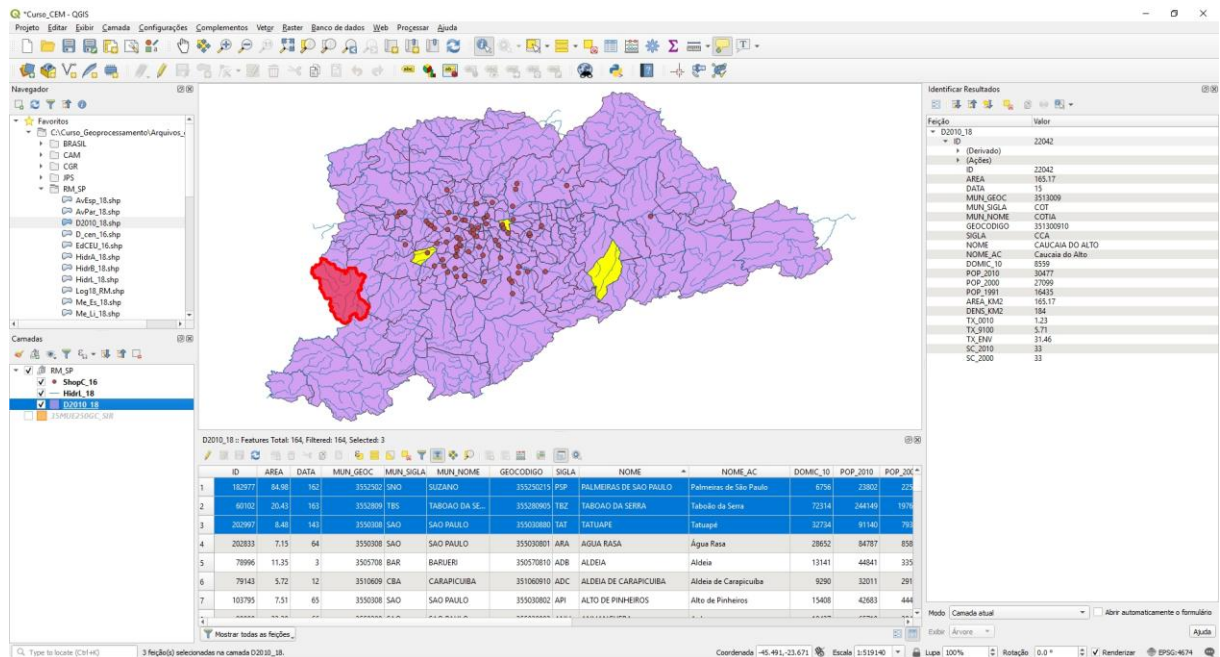 *Curso_CEM - QGIS
Projeto Editar Exibir Camada Configurações Complementos Vetor Raster Banco de dados Web Processar Ajuda
Navegador
Favoritos
C:\Curso_Geoprocessamento\Arquivos_
BRASIL
CAM
CGR
JPS
RM_SP
AvEsp_18.shp
AvPar_18.shp
D2010_18.shp
D_cen_16.shp
EdCEU_16.shp
HidrA_18.shp
HidrB_18.shp
HidrL_18.shp
Log18_RM.shp
Me_Es_18.shp
Me_Li_18.shp
Camadas
RM_SP
ShopC_16
HidrL_18
D2010_18
35MUE250GC_SIR
Identificar Resultados
Feição Valor
D2010_18
ID 22042
(Derivado)
(Ações)
ID 22042
AREA 165.17
DATA 15
MUN_GEOC 3513009
MUN_SIGLA COT
MUN_NOME COTIA
GEOCODIGO 351300910
SIGLA CCA
NOME CAUCAIA DO ALTO
NOME_AC Caucaia do Alto
DOMIC_10 8559
POP_2010 30477
POP_2000 27099
POP_1991 16435
AREA_KM2 165.17
DENS_KM2 184
TX_0010 1.23
TX_9100 5.71
TX_ENV 31.46
SC_2010 33
SC_2000 33
Modo Camada atual Abrir automaticamente o formulário
Exibir Árvore Ajuda
D2010_18 :: Features Total: 164, Filtered: 164, Selected: 3
ID AREA DATA MUN_GEOC MUN_SIGLA MUN_NOME GEOCODIGO SIGLA NOME NOME_AC DOMIC_10 POP_2010 POP_200
1 182977 84.98 162 3552502 SNO SUZANO 355250215 PSP PALMEIRAS DE SAO PAULO Palmeiras de São Paulo 6756 23802 225
2 60102 20.43 163 3552809 TBS TABOAO DA SE... 355280905 TBZ TABOAO DA SERRA Taboão da Serra 72314 244149 1976
3 202997 8.48 143 3550308 SAO SAO PAULO 355030880 TAT TATUAPE Tatuapé 32734 91140 793
4 202833 7.15 64 3550308 SAO SAO PAULO 355030801 ARA AGUA RASA Água Rasa 28652 84787 858
5 78996 11.35 3 3505708 BAR BARUERI 350570810 ADB ALDEIA Aldeia 13141 44841 335
6 79143 5.72 12 3510609 CBA CARAPICUIBA 351060910 ADC ALDEIA DE CARAPICUIBA Aldeia de Carapicuíba 9290 32011 291
7 103795 7.51 65 3550308 SAO SAO PAULO 355030802 API ALTO DE PINHEIROS Alto de Pinheiros 15408 42683 444
Mostrar todas as feições
Type to locate (Ctrl+K) 3 feição(s) selecionadas na camada D2010_18. Coordenada -45.491,-23.671 Escala 1:519140 Lupa 100% Rotação 0.0 ° Renderizar EPSG:4674